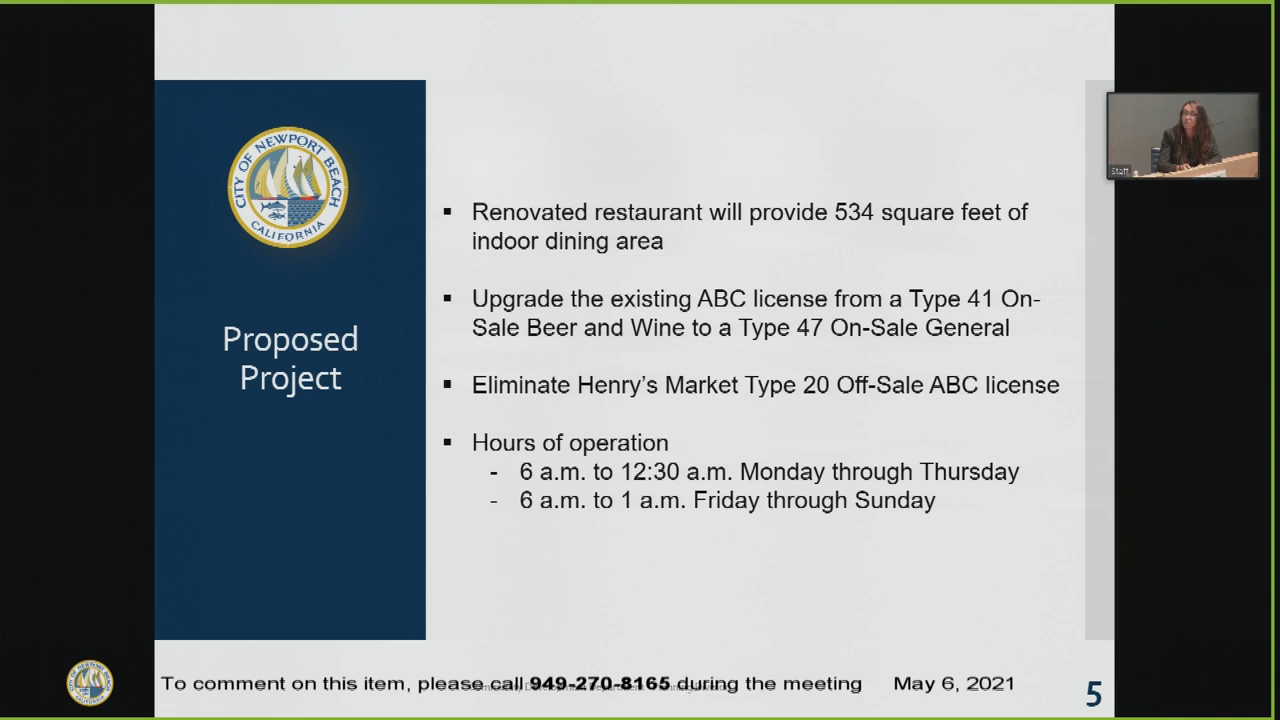 CITY OF NEWPORT BEACH
CALIFORNIA
Proposed
Project
▪ Renovated restaurant will provide 534 square feet of
indoor dining area
▪ Upgrade the existing ABC license from a Type 41 On-
Sale Beer and Wine to a Type 47 On-Sale General
▪ Eliminate Henry’s Market Type 20 Off-Sale ABC license
▪ Hours of operation
- 6 a.m. to 12:30 a.m. Monday through Thursday
- 6 a.m. to 1 a.m. Friday through Sunday
Staff
To comment on this item, please call 949-270-8165 during the meeting May 6, 2021
5